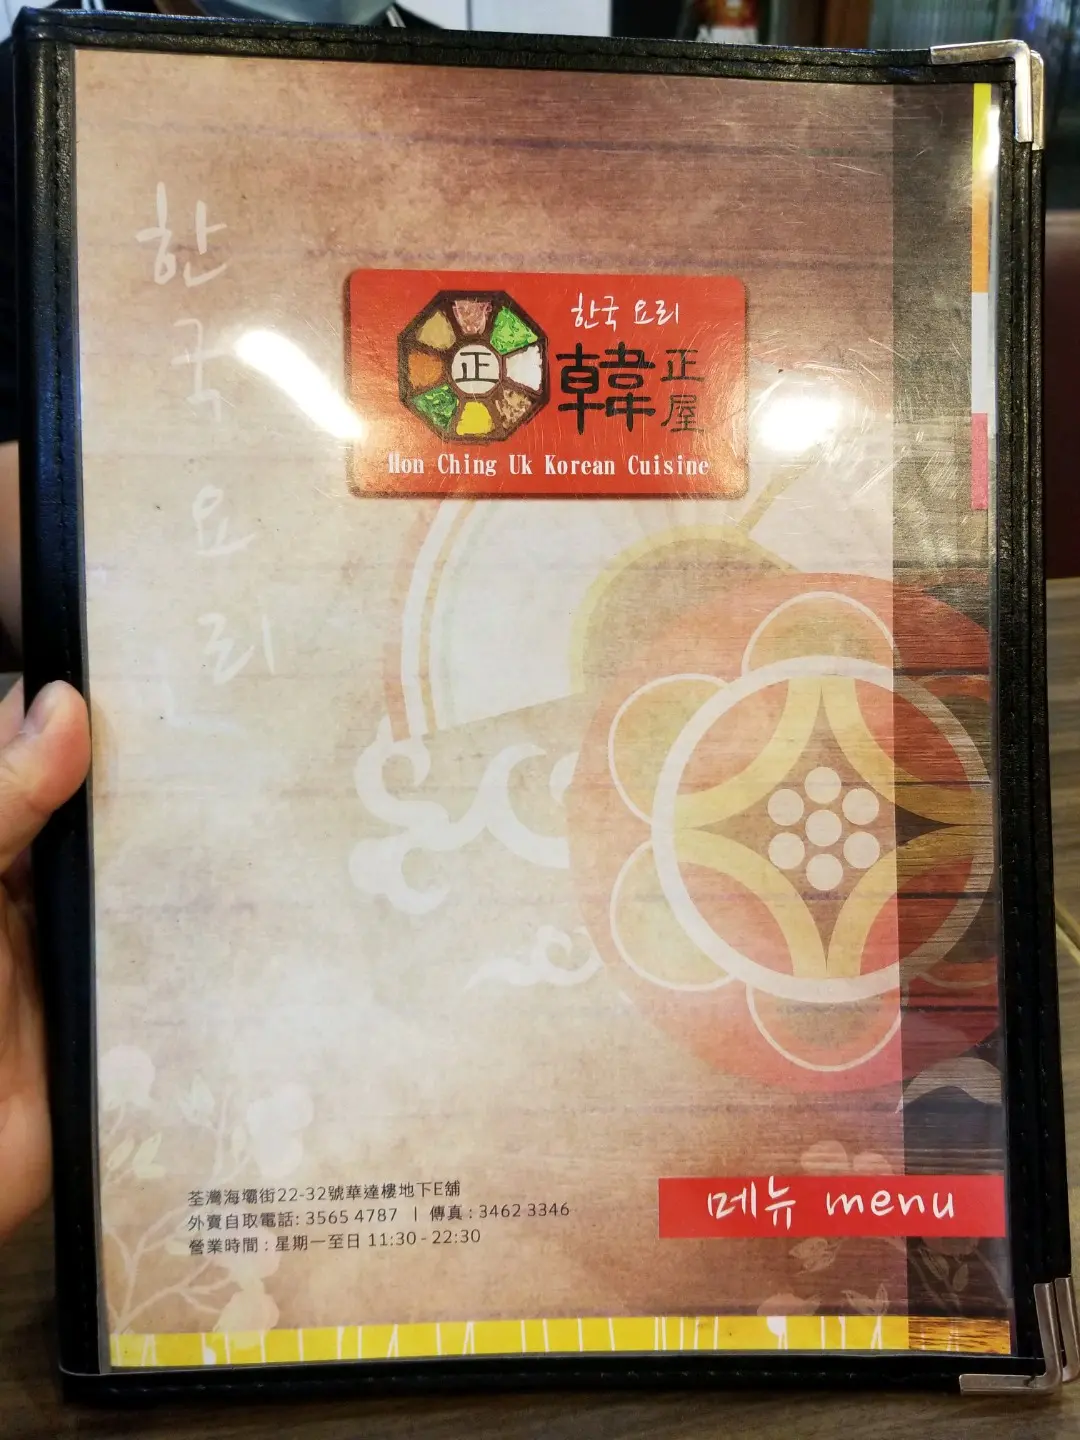 한국요리
한국 요리
正
韓正屋
Hon Ching Uk Korean Cuisine
荃灣海壩街22-32號華達樓地下E舖
外賣自取電話: 3565 4787 | 傳真 : 3462 3346
營業時間 : 星期一至日 11:30 - 22:30
메뉴 menu